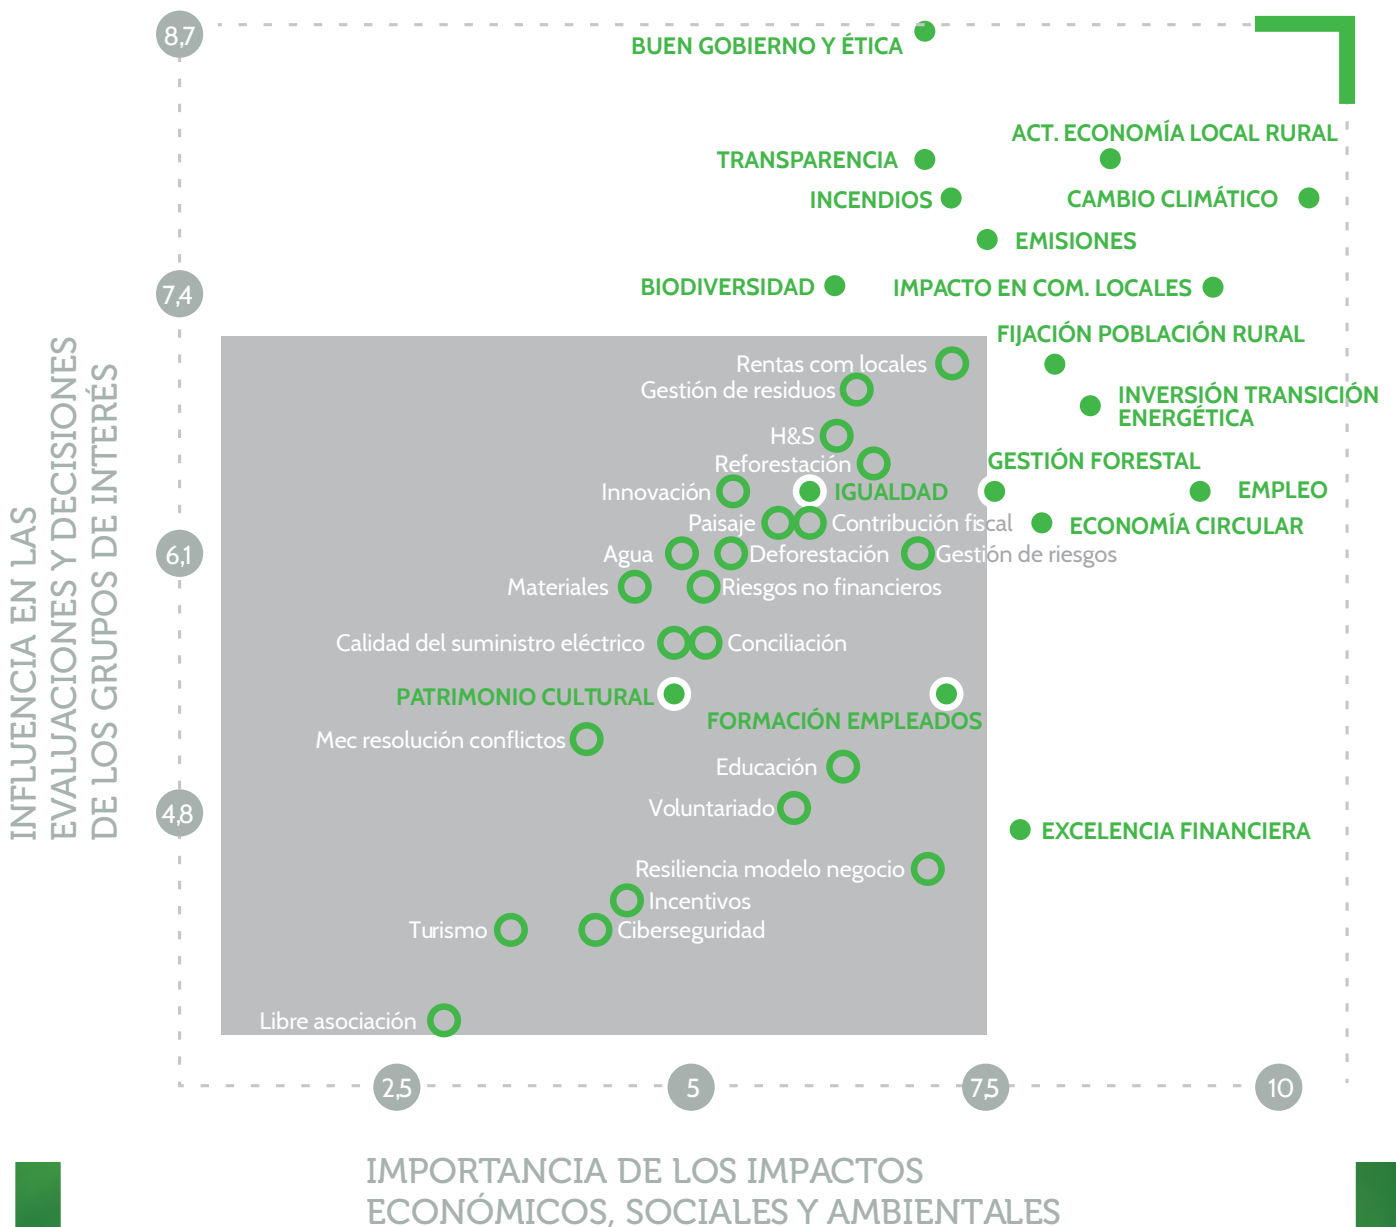 8,7
BUEN GOBIERNO Y ÉTICA
ACT. ECONOMÍA LOCAL RURAL
TRANSPARENCIA
INCENDIOS
CAMBIO CLIMÁTICO
EMISIONES
7,4
BIODIVERSIDAD
IMPACTO EN COM. LOCALES
FIJACIÓN POBLACIÓN RURAL
Rentas com locales
Gestión de residuos
INVERSIÓN TRANSICIÓN
ENERGÉTICA
H&S
Reforestación
GESTIÓN FORESTAL
Innovación
IGUALDAD
EMPLEO
Paisaje
Contribución fiscal
ECONOMÍA CIRCULAR
6,1
Agua
Deforestación
Gestión de riesgos
Materiales
Riesgos no financieros
Calidad del suministro eléctrico
Conciliación
PATRIMONIO CULTURAL
FORMACIÓN EMPLEADOS
Mec resolución conflictos
Educación
4,8
Voluntariado
EXCELENCIA FINANCIERA
Resiliencia modelo negocio
Incentivos
Turismo
Ciberseguridad
Libre asociación
2,5
5
7,5
10
INFLUENCIA EN LAS
EVALUACIONES Y DECISIONES
DE LOS GRUPOS DE INTERÉS
IMPORTANCIA DE LOS IMPACTOS
ECONÓMICOS, SOCIALES Y AMBIENTALES